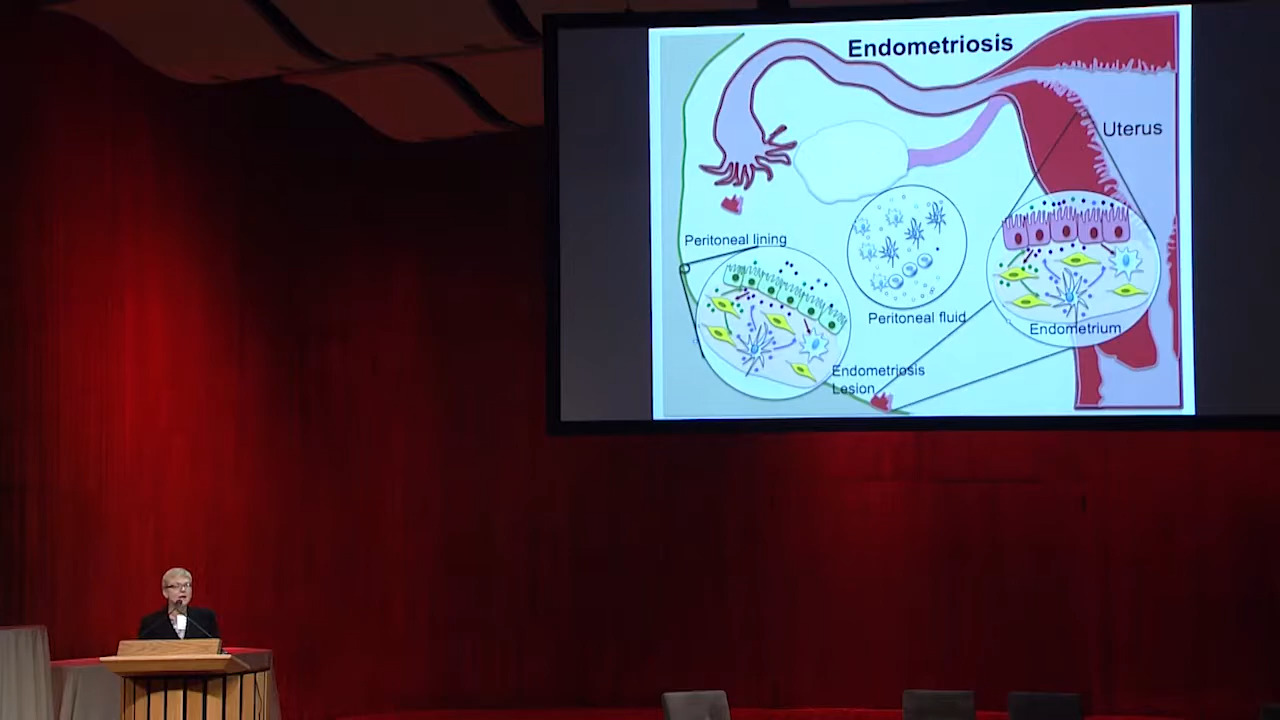 Endometriosis
Uterus
Peritoneal lining
Peritoneal fluid
Endometrium
Endometriosis
Lesion